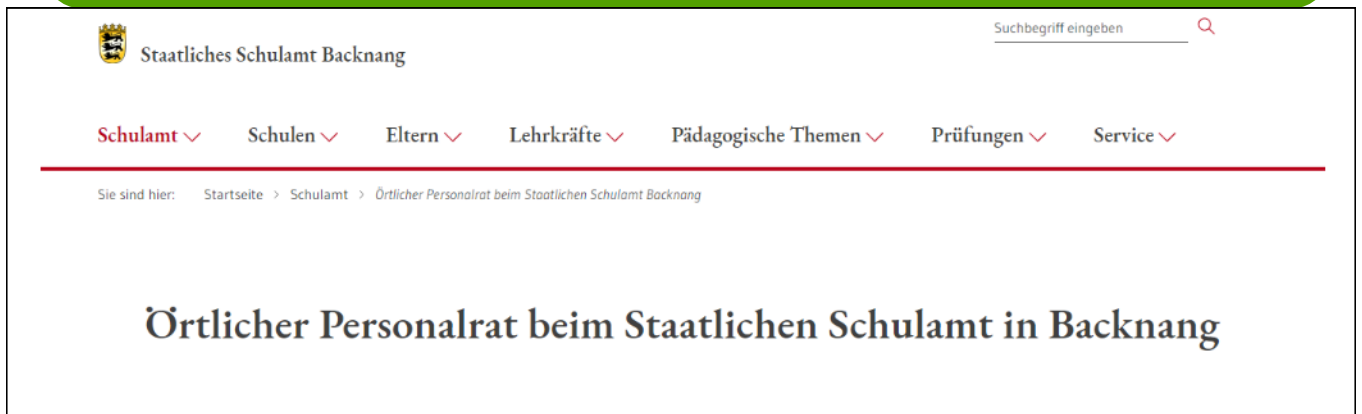 Suchbegriff eingeben
Staatliches Schulamt Backnang
Schulamt Schulen Eltern Lehrkräfte Pädagogische Themen Prüfungen Service
Sie sind hier: Startseite > Schulamt > Örtlicher Personalrat beim Staatlichen Schulamt Backnang
Örtlicher Personalrat beim Staatlichen Schulamt in Backnang